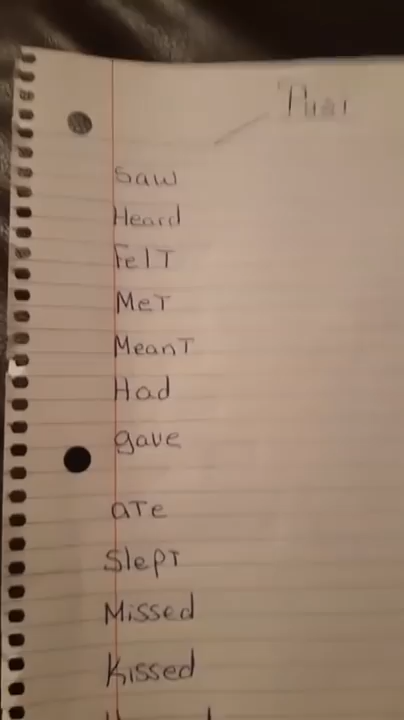 Saw
Heard
FelT
MeT
MeanT
Had
gave
aTe
SlepT
Missed
Kissed